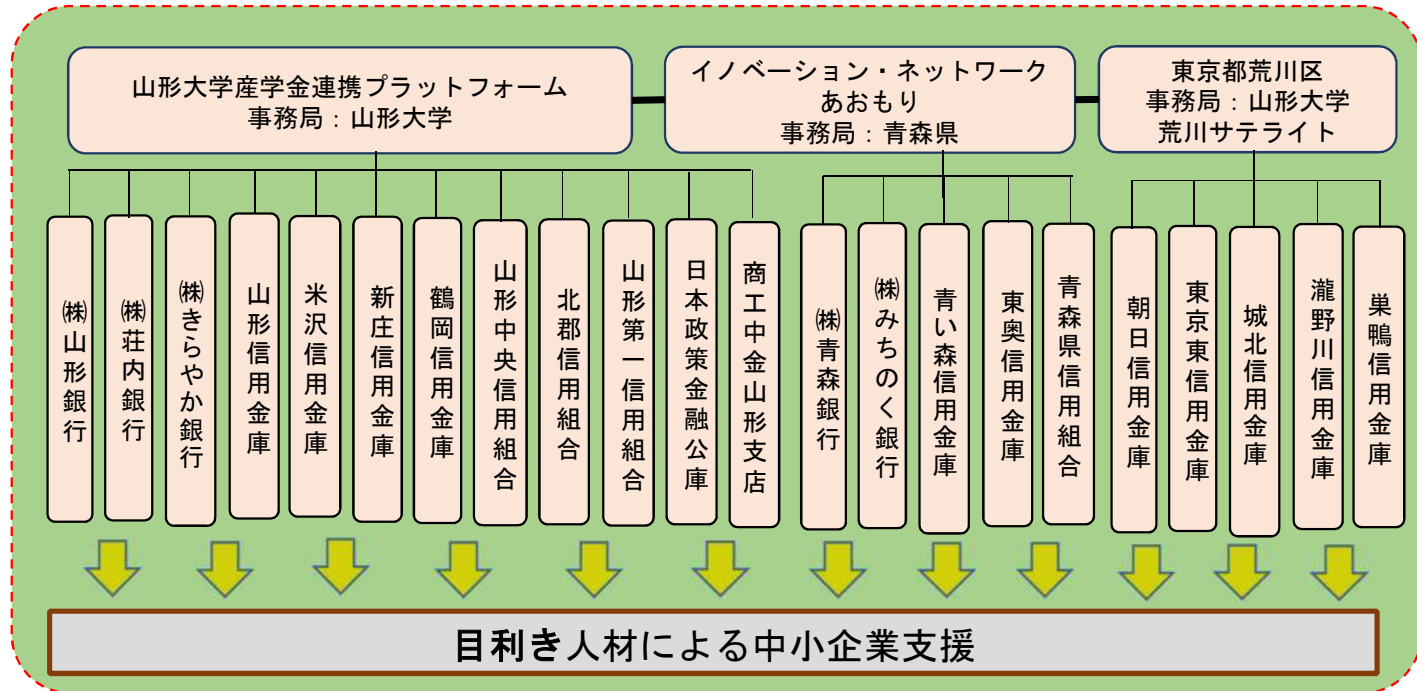 山形大学産学金連携プラットフォーム
事務局：山形大学
イノベーション・ネットワーク
あおもり
事務局：青森県
東京都荒川区
事務局：山形大学
荒川サテライト
㈱山形銀行
㈱荘内銀行
㈱きらやか銀行
山形信用金庫
米沢信用金庫
新庄信用金庫
鶴岡信用金庫
山形中央信用組合
北郡信用組合
山形第一信用組合
日本政策金融公庫
商工中金山形支店
㈱青森銀行
㈱みちのく銀行
青い森信用金庫
東奥信用金庫
青森県信用組合
朝日信用金庫
東京東信用金庫
城北信用金庫
瀧野川信用金庫
巣鴨信用金庫
目利き人材による中小企業支援